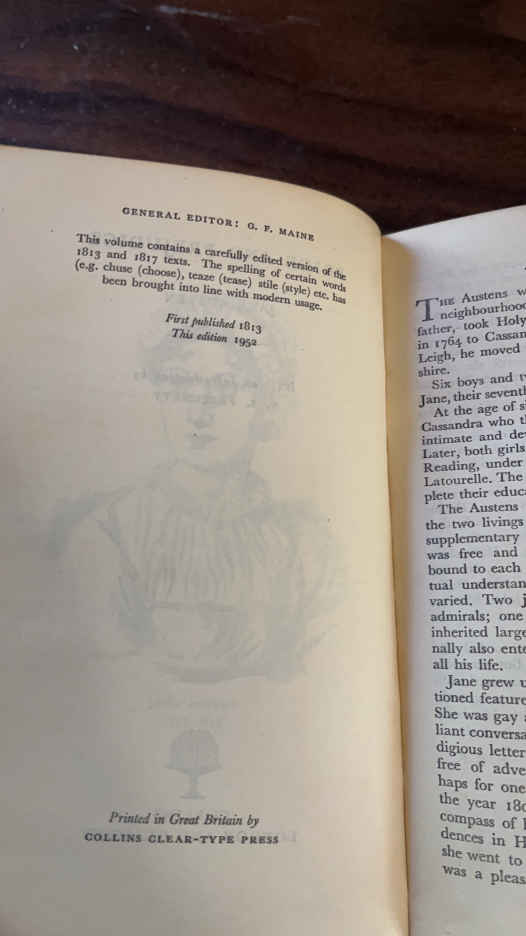 GENERAL EDITOR: G. F. MAINE
This volume contains a carefully edited version of the
1813 and 1817 texts. The spelling of certain words
(e.g. chuse (choose), teaze (tease) stile (style) etc. has
been brought into line with modern usage.
First published 1813
This edition 1952
Printed in Great Britain by
COLLINS CLEAR-TYPE PRESS
THE Austens
neighbourhood
father, took Holy
in 1764 to Cassan
Leigh, he moved
shire.
Six boys and
Jane, their seventh
At the age of
Cassandra who
intimate and de
Later, both girls
Reading, under
Latourelle. The
plete their educ
The Austens
the two livings
supplementary
was free and
bound to each
tual understan
varied. Two
admirals; one
inherited large
nally also ente
all his life.
Jane grew
tioned feature
She was gay
liant conversa
digious letter
free of adve
haps for one
the year 180
compass of
dences in H
she went to
was a pleas